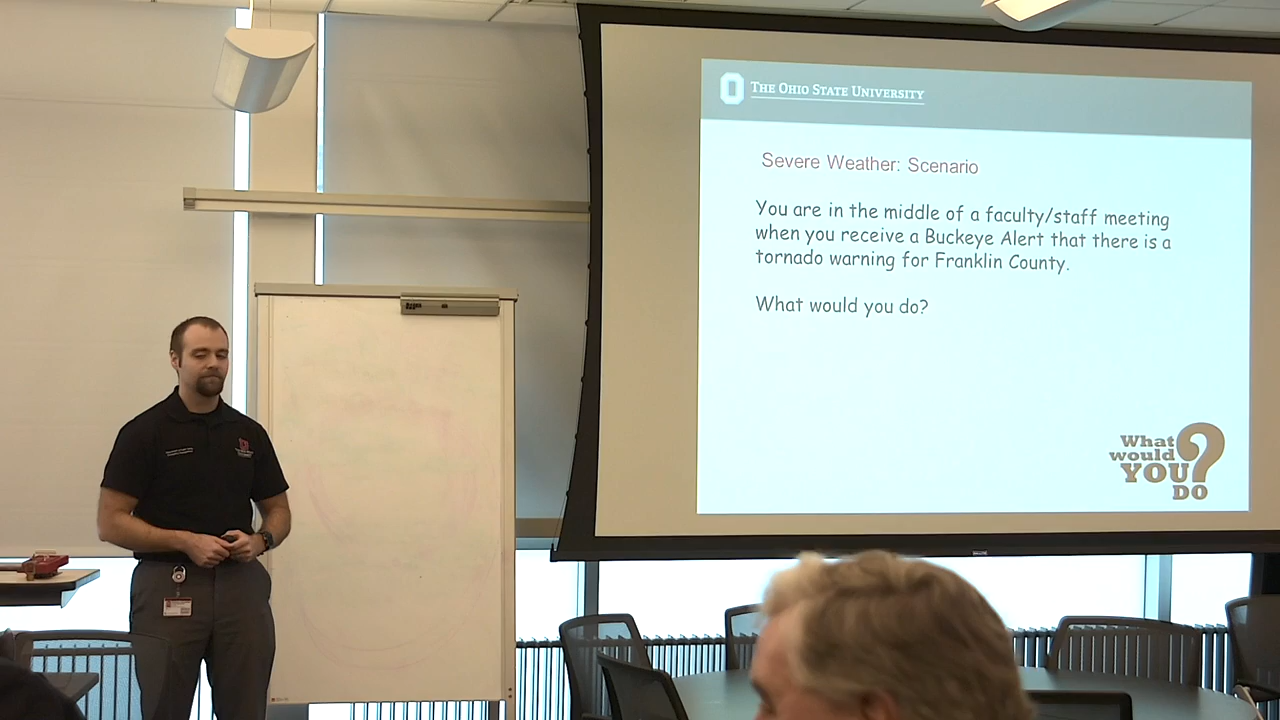 THE OHIO STATE UNIVERSITY
Severe Weather: Scenario
You are in the middle of a faculty/staff meeting
when you receive a Buckeye Alert that there is a
tornado warning for Franklin County.
What would you do?
What
would
YOU
DO
?